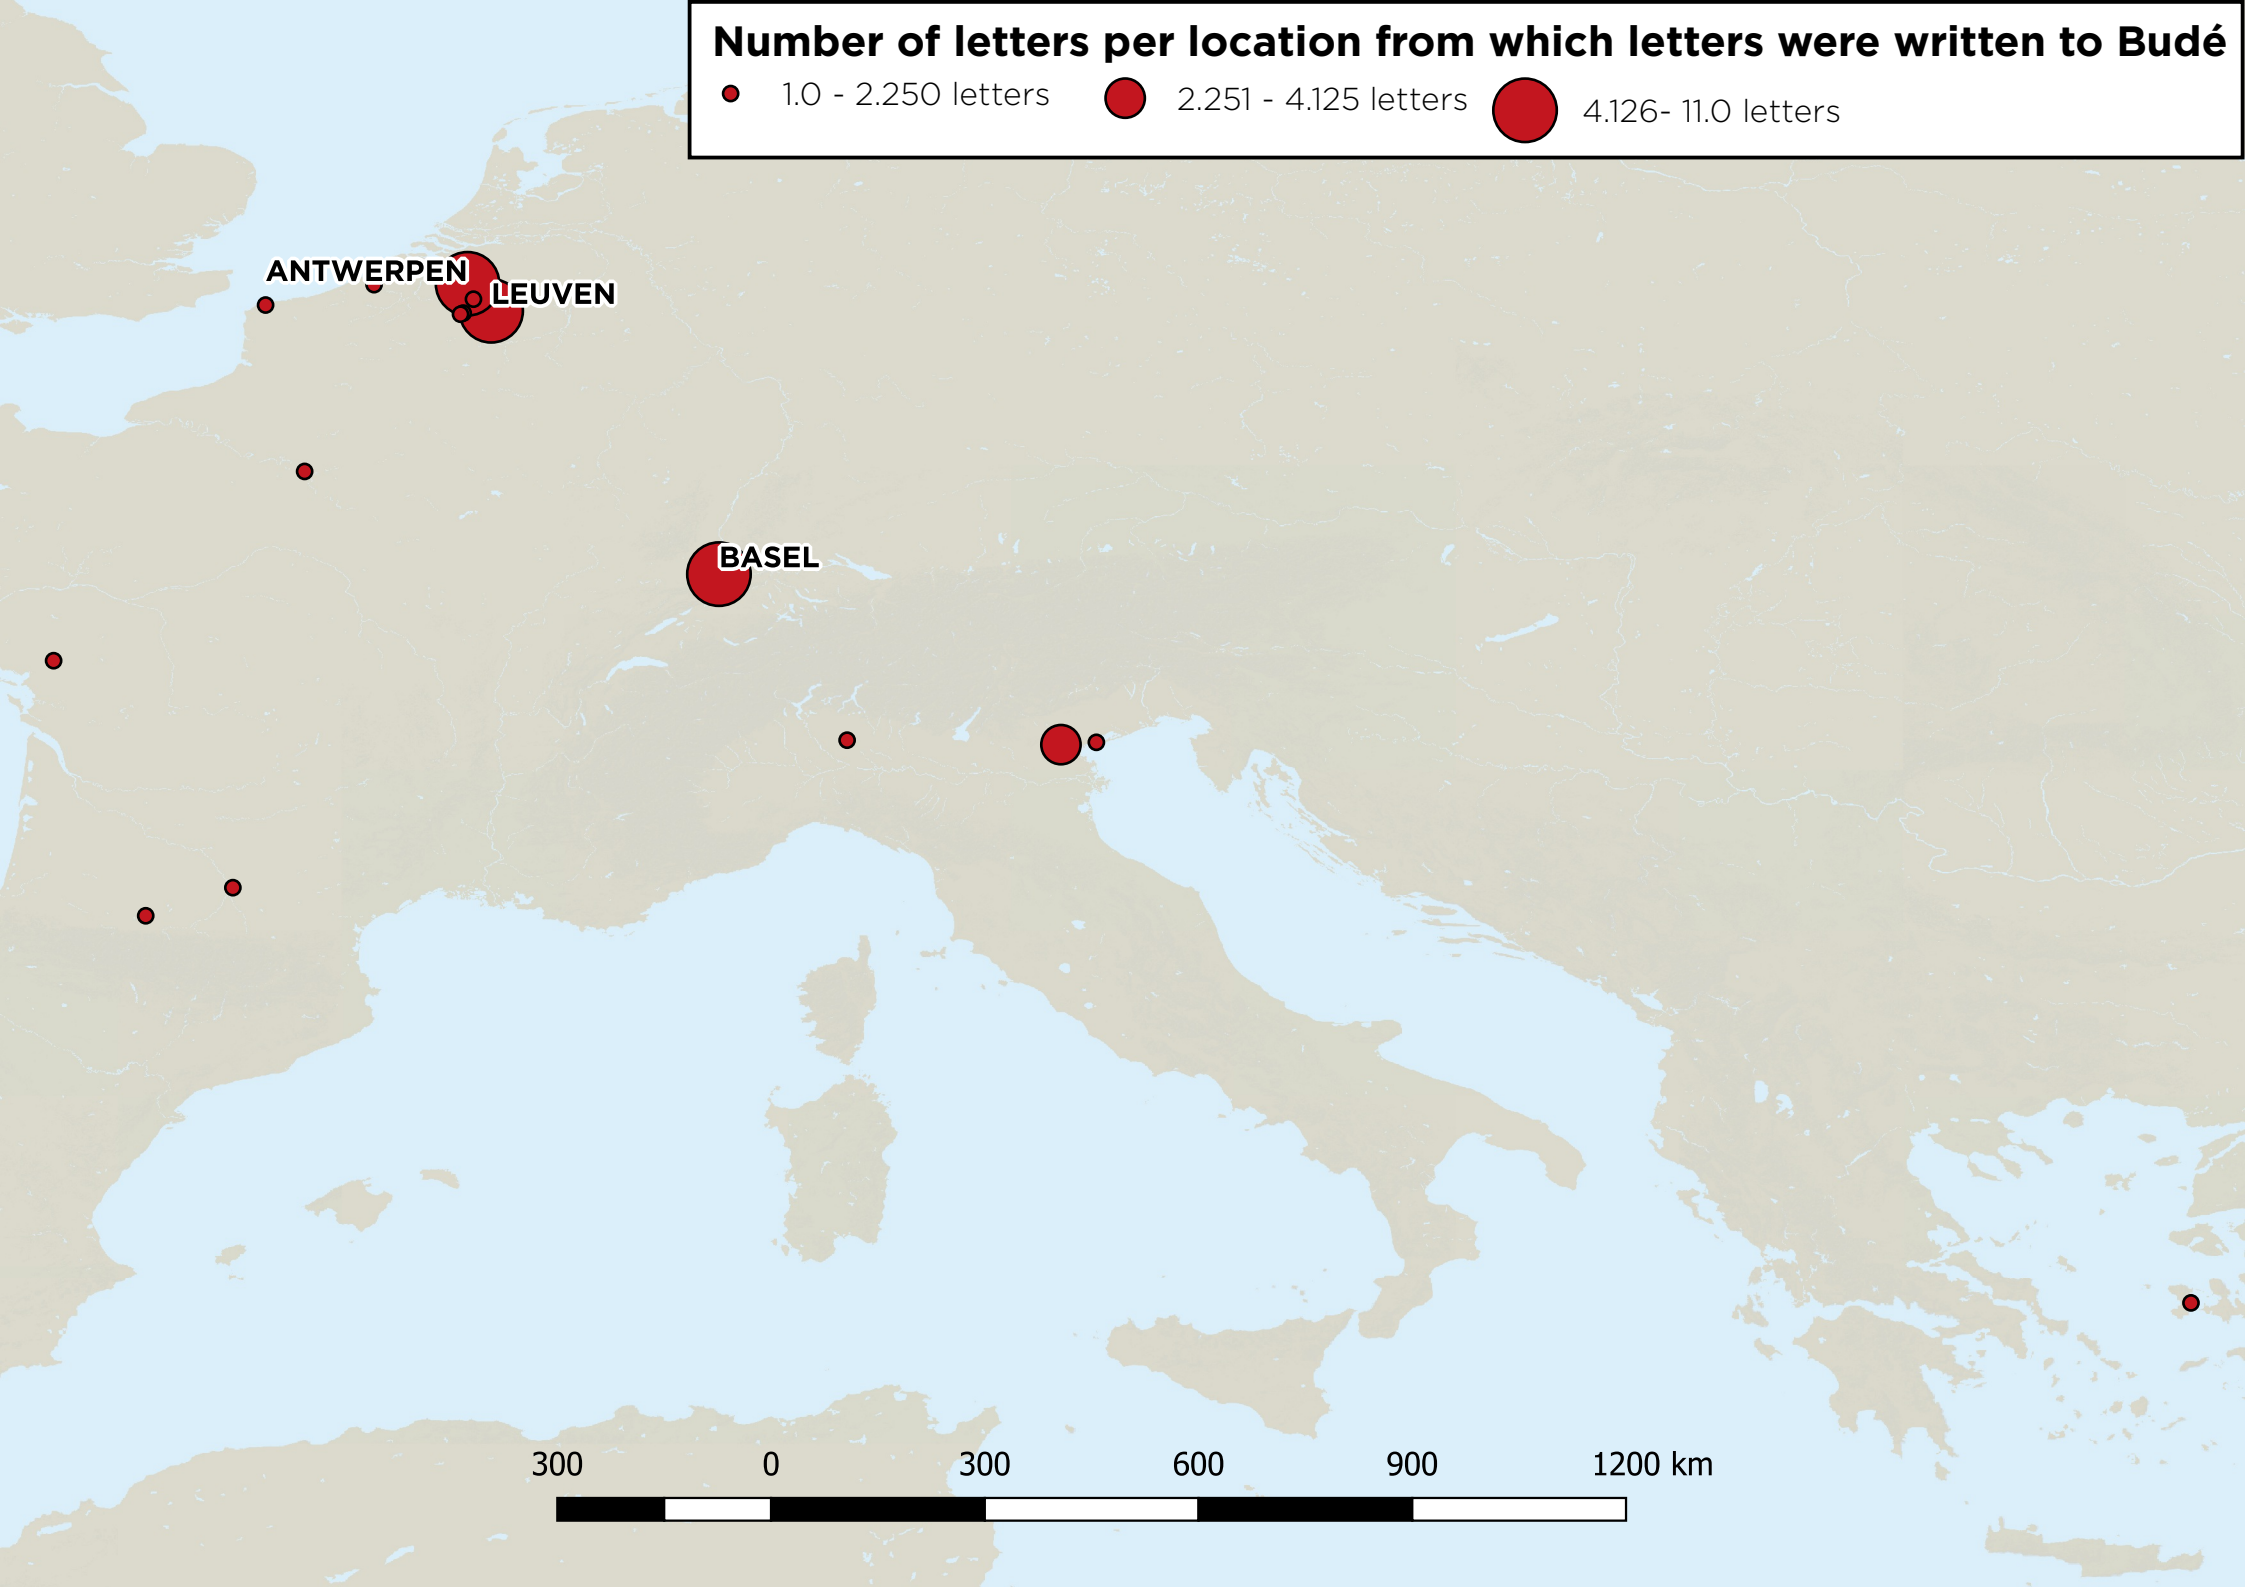 Number of letters per location from which letters were written to Budé
1.0 - 2.250 letters 2.251 - 4.125 letters 4.126- 11.0 letters
ANTWERPEN
LEUVEN
BASEL
300 0 300 600 900 1200 km